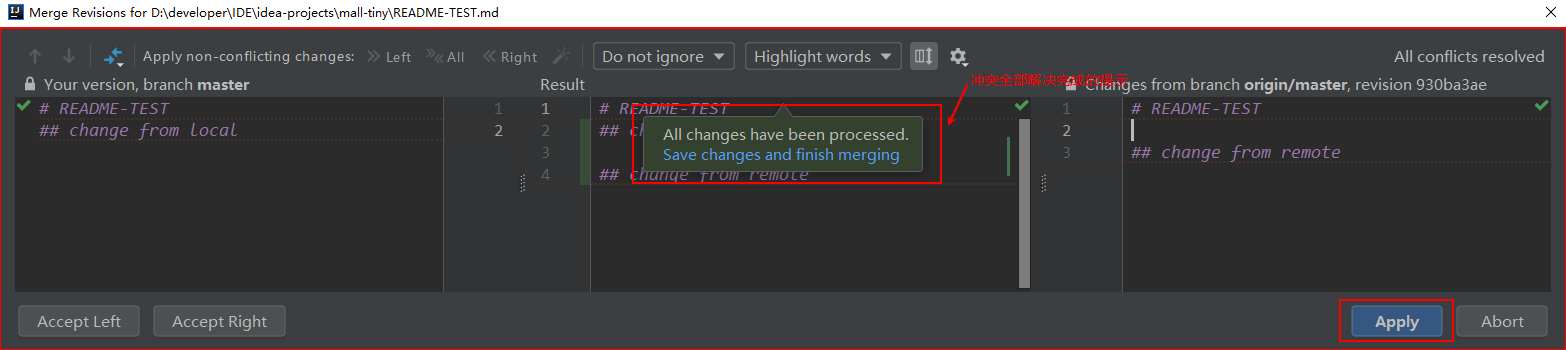 Merge Revisions for D:\developer\IDE\idea-projects\mall-tiny\README-TEST.md
Apply non-conflicting changes: Left All Right Do not ignore Highlight words All conflicts resolved
冲突全部解决完成的提示
Your version, branch master
Result
Changes from branch origin/master, revision 930ba3ae
# README-TEST
## change from local
1
2
1
2
3
4
# README-TEST
## ch
## change from remote
All changes have been processed.
Save changes and finish merging
1
2
3
# README-TEST
## change from remote
Accept Left
Accept Right
Apply
Abort